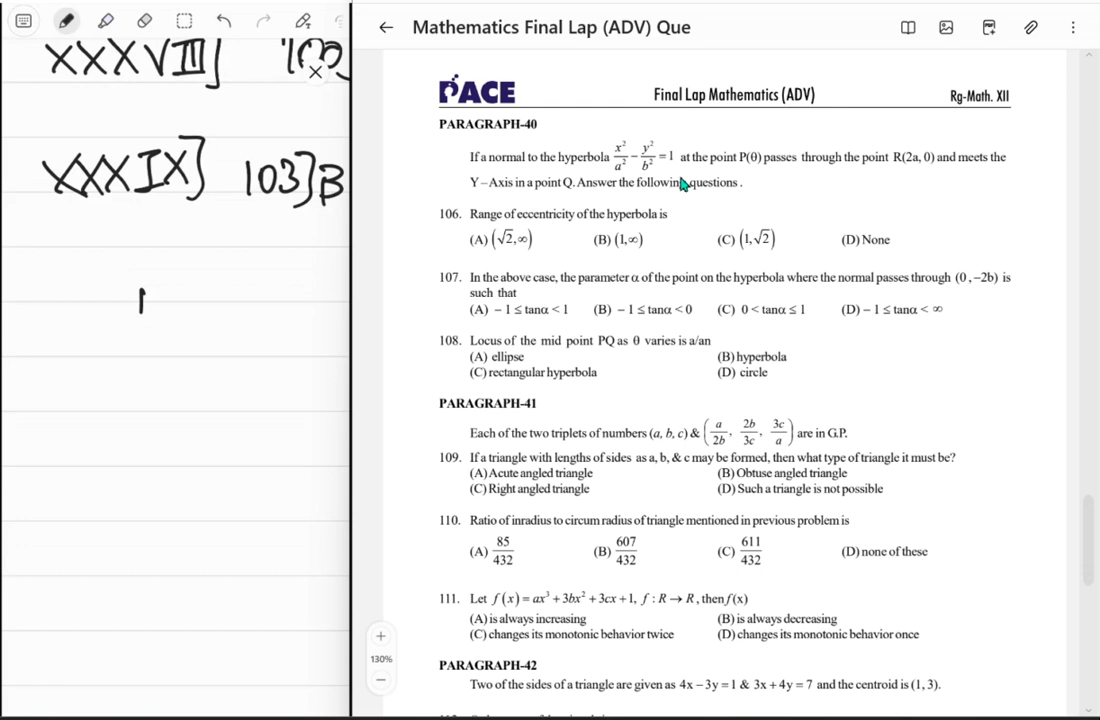 XXXVIII]
XXXIX] 103]B
1
Mathematics Final Lap (ADV) Que
PACE Final Lap Mathematics (ADV) Rg-Math. XII
PARAGRAPH-40
If a normal to the hyperbola x²/a² − y²/b² = 1 at the point P(θ) passes through the point R(2a, 0) and meets the
Y – Axis in a point Q. Answer the following questions .
106. Range of eccentricity of the hyperbola is
(A) (√2,∞) (B) (1,∞) (C) (1,√2) (D) None
107. In the above case, the parameter α of the point on the hyperbola where the normal passes through (0, −2b) is
such that
(A) − 1 ≤ tanα < 1 (B) − 1 ≤ tanα < 0 (C) 0 < tanα ≤ 1 (D) − 1 ≤ tanα < ∞
108. Locus of the mid point PQ as θ varies is a/an
(A) ellipse (B) hyperbola
(C) rectangular hyperbola (D) circle
PARAGRAPH-41
Each of the two triplets of numbers (a, b, c) & (a/2b, 2b/3c, 3c/a) are in G.P.
109. If a triangle with lengths of sides as a, b, & c may be formed, then what type of triangle it must be?
(A) Acute angled triangle (B) Obtuse angled triangle
(C) Right angled triangle (D) Such a triangle is not possible
110. Ratio of inradius to circum radius of triangle mentioned in previous problem is
(A) 85/432 (B) 607/432 (C) 611/432 (D) none of these
111. Let f(x) = ax³ + 3bx² + 3cx + 1, f : R → R, then f(x)
(A) is always increasing (B) is always decreasing
(C) changes its monotonic behavior twice (D) changes its monotonic behavior once
130%
PARAGRAPH-42
Two of the sides of a triangle are given as 4x − 3y = 1 & 3x + 4y = 7 and the centroid is (1, 3).